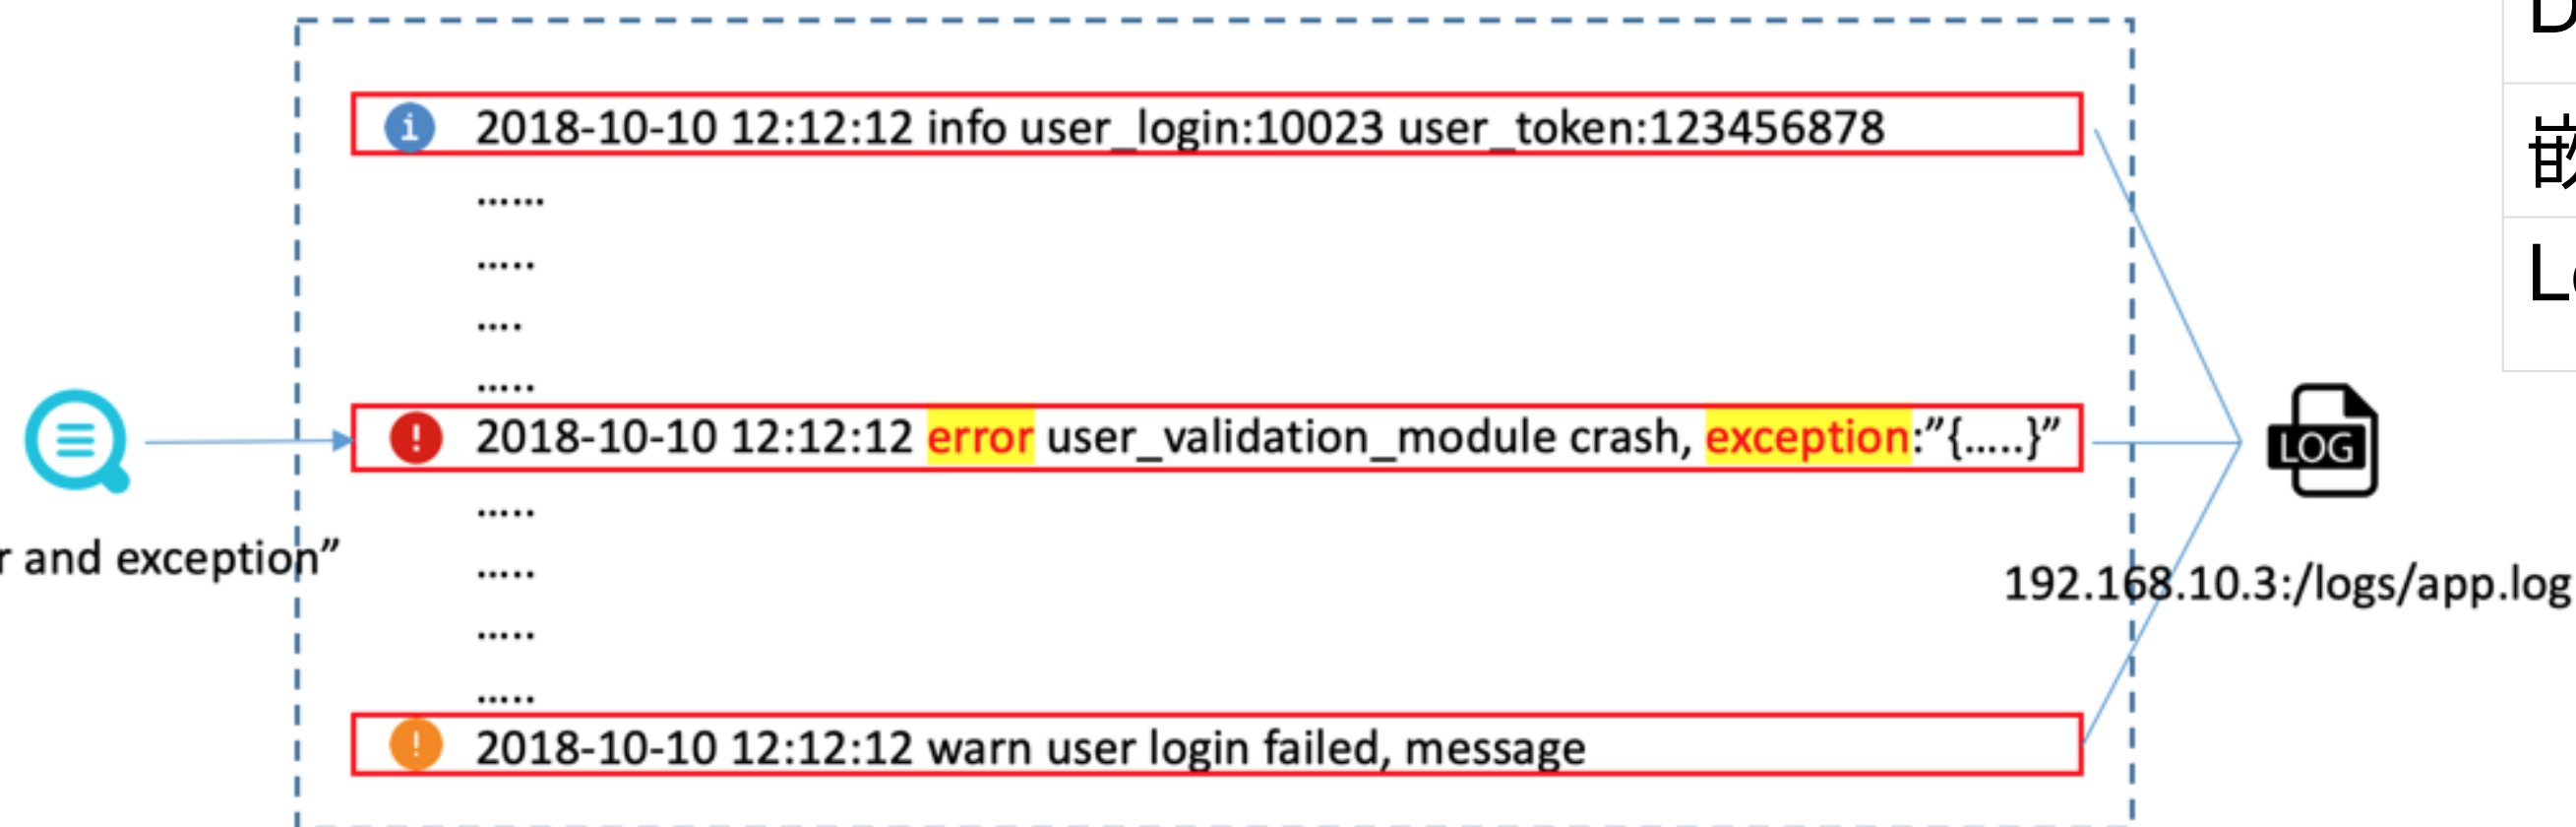 2018-10-10 12:12:12 info user_login:10023 user_token:123456878
......
.....
....
.....
2018-10-10 12:12:12 error user_validation_module crash, exception:”{.....}”
.....
and exception”
.....
LOG
192.168.10.3:/logs/app.log
.....
.....
2018-10-10 12:12:12 warn user login failed, message